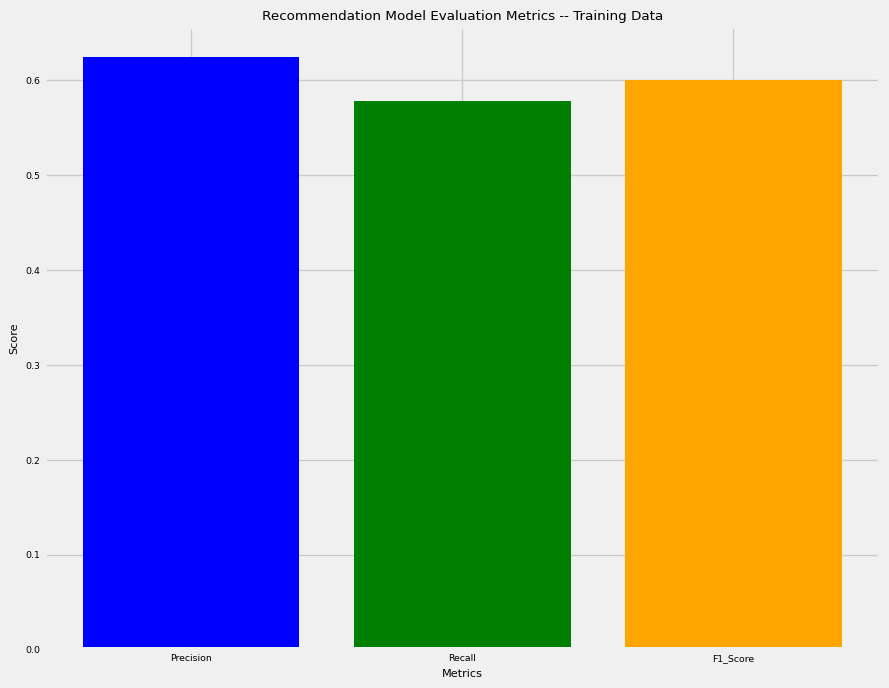 Recommendation Model Evaluation Metrics -- Training Data
0.6
0.5
0.4
0.3
0.2
0.1
0.0
Score
Precision
Recall
F1_Score
Metrics